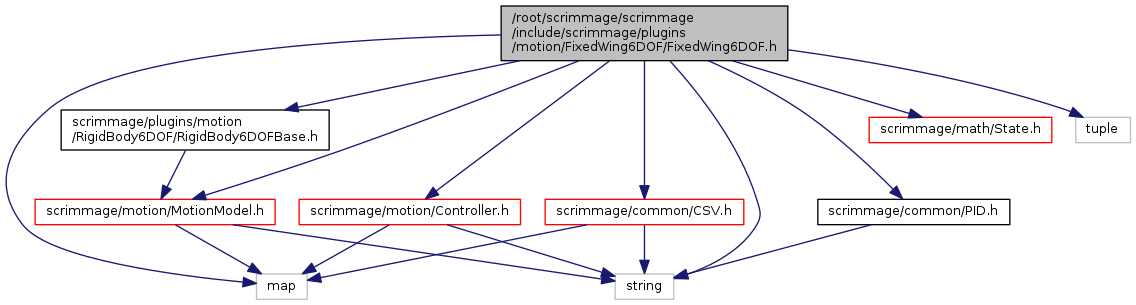 /root/scrimmage/scrimmage
/include/scrimmage/plugins
/motion/FixedWing6DOF/FixedWing6DOF.h
scrimmage/plugins/motion
/RigidBody6DOF/RigidBody6DOFBase.h
scrimmage/math/State.h
tuple
scrimmage/motion/MotionModel.h
scrimmage/motion/Controller.h
scrimmage/common/CSV.h
scrimmage/common/PID.h
map
string